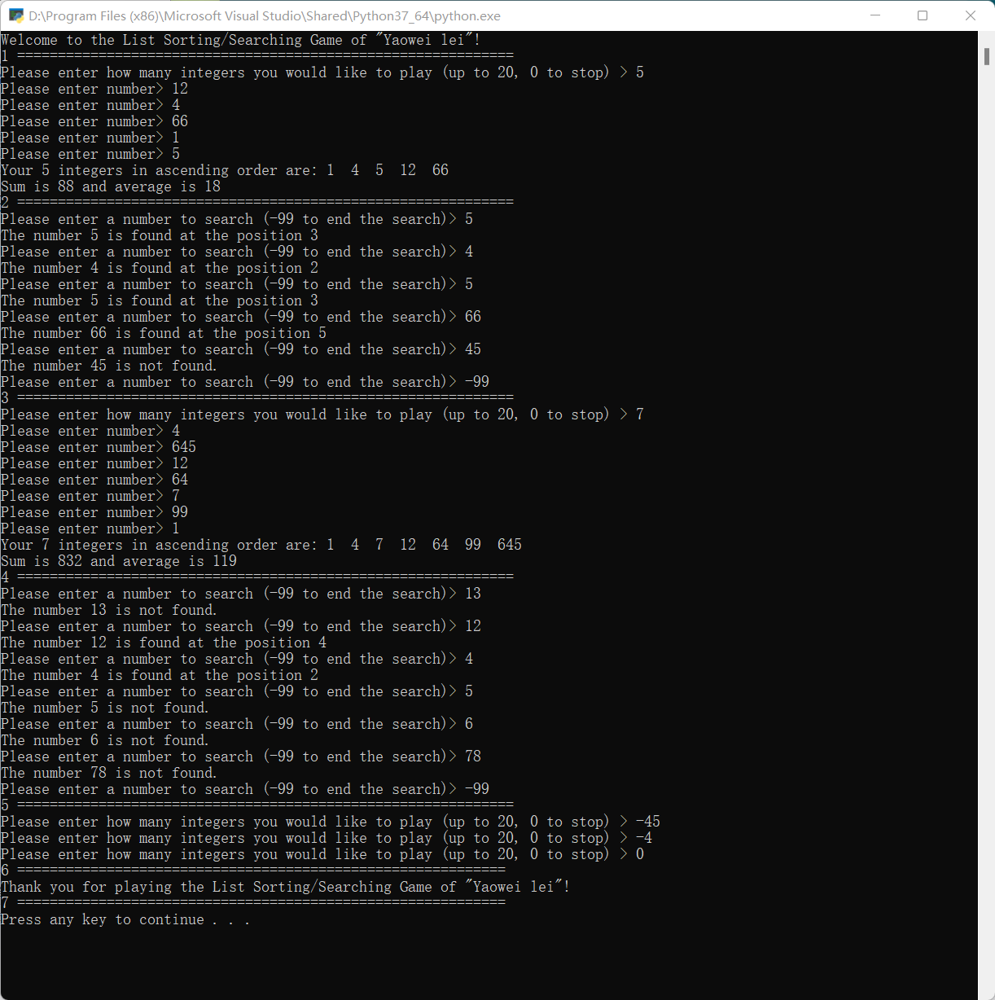 D:\Program Files (x86)\Microsoft Visual Studio\Shared\Python37_64\python.exe
Welcome to the List Sorting/Searching Game of "Yaowei lei"!
1 =============================================================
Please enter how many integers you would like to play (up to 20, 0 to stop) > 5
Please enter number> 12
Please enter number> 4
Please enter number> 66
Please enter number> 1
Please enter number> 5
Your 5 integers in ascending order are: 1  4  5  12  66
Sum is 88 and average is 18
2 =============================================================
Please enter a number to search (-99 to end the search)> 5
The number 5 is found at the position 3
Please enter a number to search (-99 to end the search)> 4
The number 4 is found at the position 2
Please enter a number to search (-99 to end the search)> 5
The number 5 is found at the position 3
Please enter a number to search (-99 to end the search)> 66
The number 66 is found at the position 5
Please enter a number to search (-99 to end the search)> 45
The number 45 is not found.
Please enter a number to search (-99 to end the search)> -99
3 =============================================================
Please enter how many integers you would like to play (up to 20, 0 to stop) > 7
Please enter number> 4
Please enter number> 645
Please enter number> 12
Please enter number> 64
Please enter number> 7
Please enter number> 99
Please enter number> 1
Your 7 integers in ascending order are: 1  4  7  12  64  99  645
Sum is 832 and average is 119
4 =============================================================
Please enter a number to search (-99 to end the search)> 13
The number 13 is not found.
Please enter a number to search (-99 to end the search)> 12
The number 12 is found at the position 4
Please enter a number to search (-99 to end the search)> 4
The number 4 is found at the position 2
Please enter a number to search (-99 to end the search)> 5
The number 5 is not found.
Please enter a number to search (-99 to end the search)> 6
The number 6 is not found.
Please enter a number to search (-99 to end the search)> 78
The number 78 is not found.
Please enter a number to search (-99 to end the search)> -99
5 =============================================================
Please enter how many integers you would like to play (up to 20, 0 to stop) > -45
Please enter how many integers you would like to play (up to 20, 0 to stop) > -4
Please enter how many integers you would like to play (up to 20, 0 to stop) > 0
6 ============================================================
Thank you for playing the List Sorting/Searching Game of "Yaowei lei"!
7 ============================================================
Press any key to continue . . .